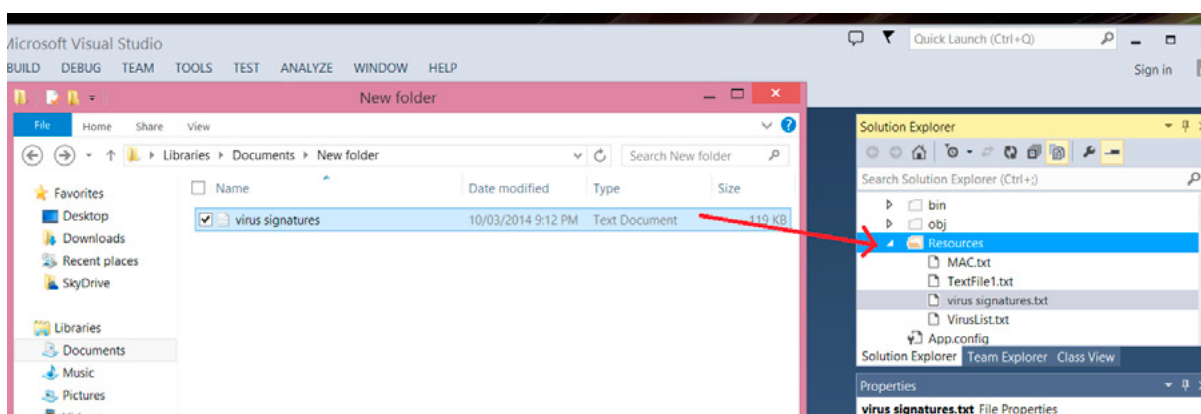 Microsoft Visual Studio
Quick Launch (Ctrl+Q)
BUILD DEBUG TEAM TOOLS TEST ANALYZE WINDOW HELP
Sign in
New folder
File Home Share View
Libraries Documents New folder
Search New folder
Name Date modified Type Size
virus signatures 10/03/2014 9:12 PM Text Document 119 KB
Favorites
Desktop
Downloads
Recent places
SkyDrive
Libraries
Documents
Music
Pictures
Solution Explorer
Search Solution Explorer (Ctrl+;)
bin
obj
Resources
MAC.txt
TextFile1.txt
virus signatures.txt
VirusList.txt
App.config
Solution Explorer Team Explorer Class View
Properties
virus signatures.txt File Properties